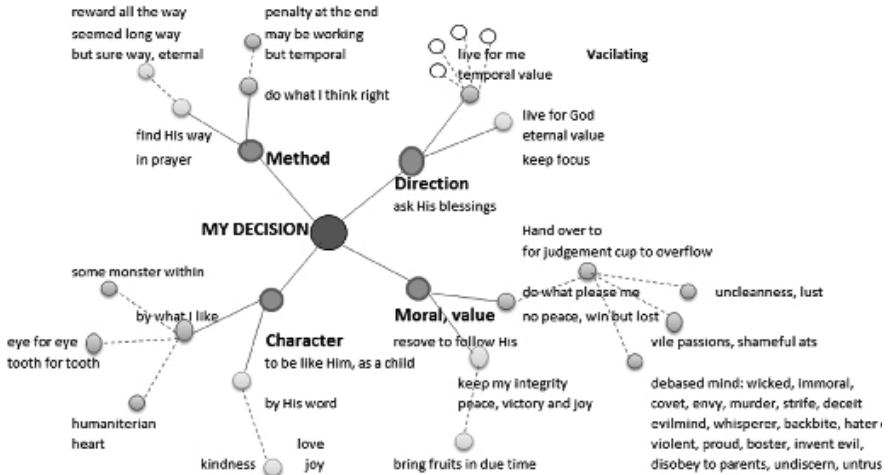 reward all the way
seemed long way
but sure way, eternal
penalty at the end
may be working
but temporal
do what I think right
find His way
in prayer
Method
live for me
temporal value
Vacilating
live for God
eternal value
keep focus
Direction
ask His blessings
MY DECISION
some monster within
by what I like
eye for eye
tooth for tooth
humaniterian
heart
Character
to be like Him, as a child
by His word
kindness
love
joy
Moral, value
resove to follow His
keep my integrity
peace, victory and joy
bring fruits in due time
Hand over to
for judgement cup to overflow
do what please me
no peace, win but lost
uncleanness, lust
vile passions, shameful ats
debased mind: wicked, immoral,
covet, envy, murder, strife, deceit
evilmind, whisperer, backbite, hater
violent, proud, boster, invent evil,
disobey to parents, undiscern,